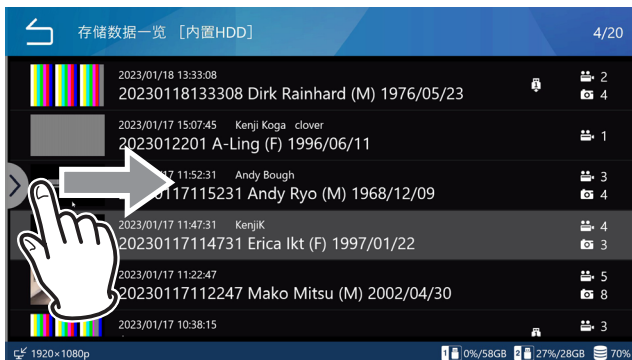 存储数据一览 [内置HDD] 4/20
2023/01/18 13:33:08
20230118133308 Dirk Rainhard (M) 1976/05/23
1
2
4
2023/01/17 15:07:45 Kenji Koga clover
2023012201 A-Ling (F) 1996/06/11
1
17 11:52:31 Andy Bough
117115231 Andy Ryo (M) 1968/12/09
3
4
2023/01/17 11:47:31 KenjiK
20230117114731 Erica Ikt (F) 1997/01/22
4
3
2023/01/17 11:22:47
20230117112247 Mako Mitsu (M) 2002/04/30
5
8
2023/01/17 10:38:15
3
1920×1080p 1 0%/58GB 2 27%/28GB 70%